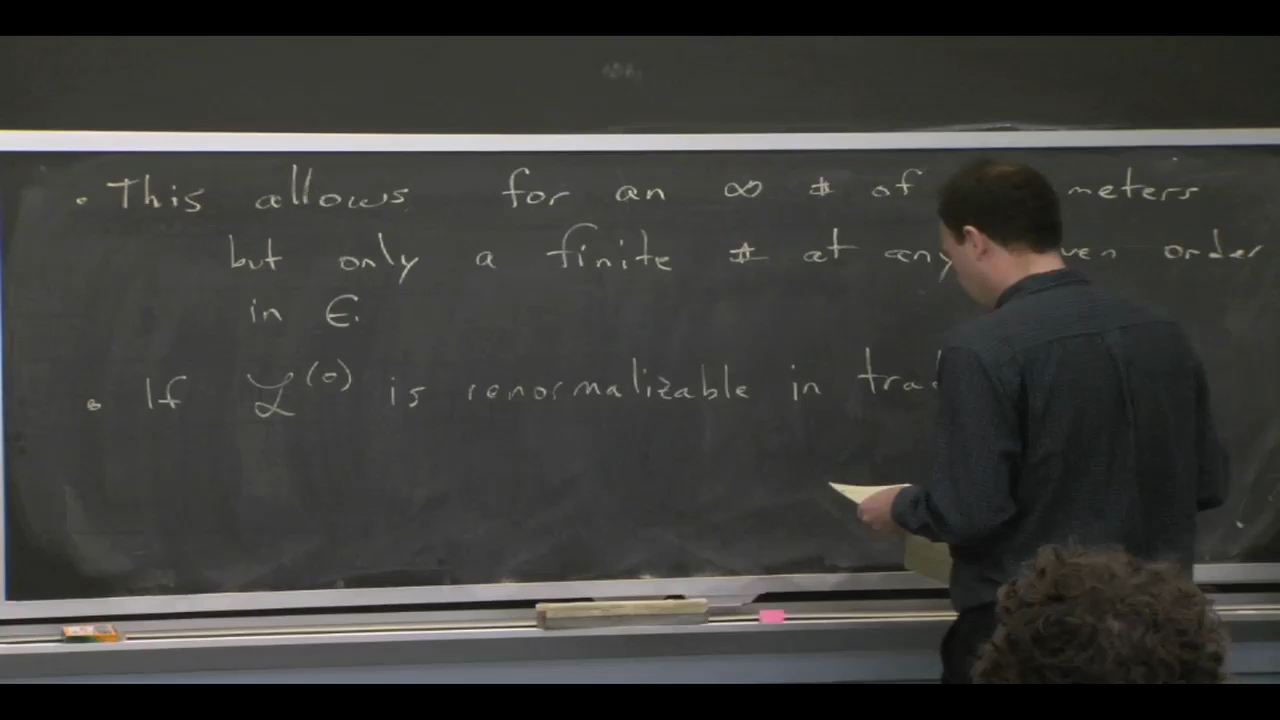 • This allows for an ∞ # of meters
but only a finite # at any ven order
in ϵ.
• If ℒ^(0) is renormalizable in trad